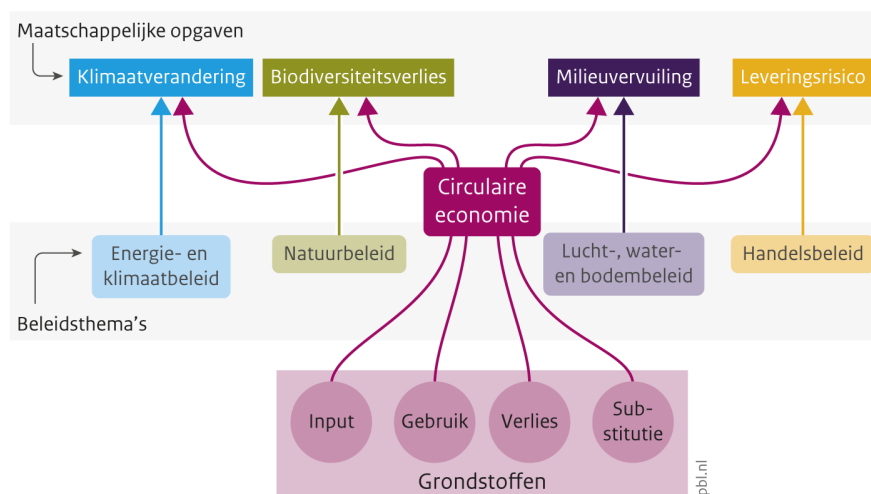 Maatschappelijke opgaven
Klimaatverandering
Biodiversiteitsverlies
Milieuvervuiling
Leveringsrisico
Circulaire
economie
Energie- en
klimaatbeleid
Natuurbeleid
Lucht-, water-
en bodembeleid
Handelsbeleid
Beleidsthema's
Input
Gebruik
Verlies
Sub-
stitutie
Grondstoffen
pbl.nl